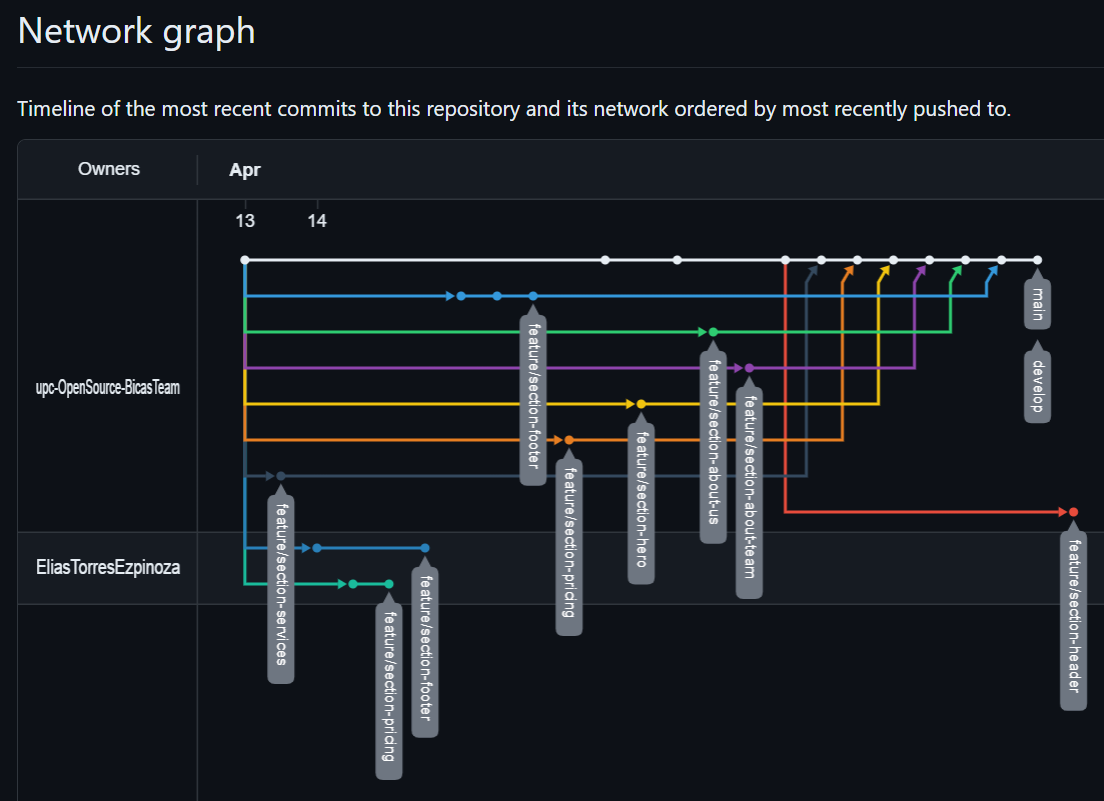 Network graph
Timeline of the most recent commits to this repository and its network ordered by most recently pushed to.
Owners
Apr
13
14
main
develop
upc-OpenSource-BicasTeam
feature/section-footer
feature/section-about-us
feature/section-about-team
feature/section-hero
feature/section-pricing
feature/section-services
feature/section-header
EliasTorresEzpinoza
feature/section-footer
feature/section-pricing